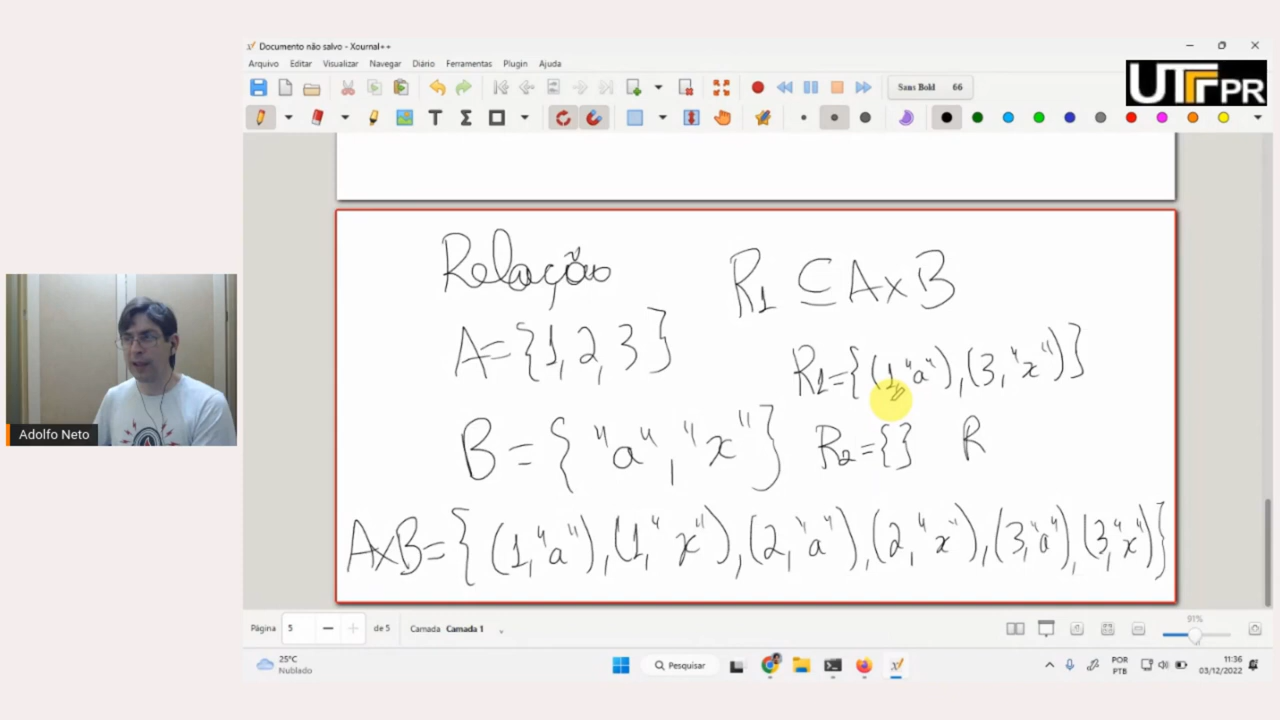 Documento não salvo - Xournal++
Arquivo Editar Visualizar Navegar Diário Ferramentas Plugin Ajuda
UTFPR
Sans Bold 66
Relação
R1 ⊆ A×B
A={1,2,3}
R1={(1,"a"),(3,"x")}
B={"a","x"}
R2={} R
A×B={(1,"a"),(1,"x"),(2,"a"),(2,"x"),(3,"a"),(3,"x")}
Adolfo Neto
Página 5 de 5 Camada Camada 1 91%
25°C
Nublado
Pesquisar
POR
PTB
11:36
03/12/2022